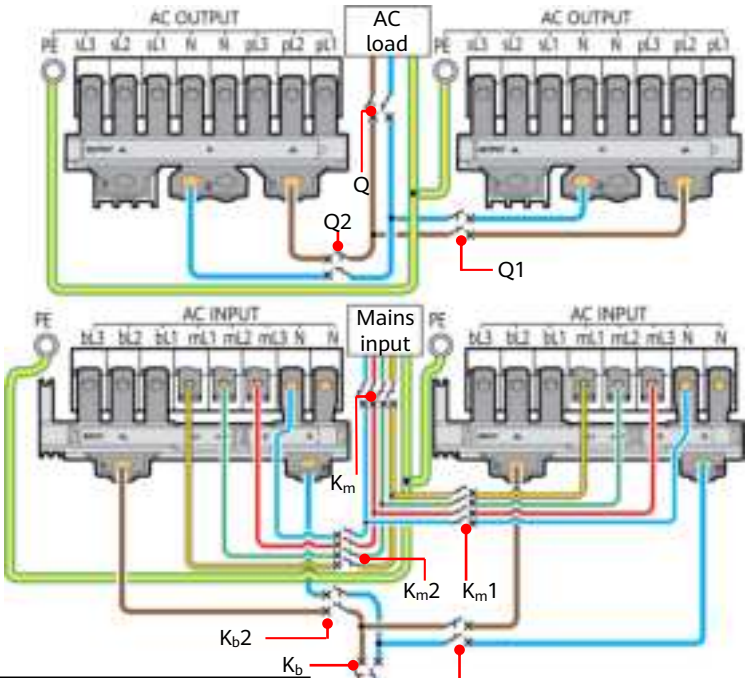 AC OUTPUT
PE sL3 sL2 sL1 N N pL3 pL2 pL1
AC
load
AC OUTPUT
PE sL3 sL2 sL1 N N pL3 pL2 pL1
OUTPUT
Q
Q2
Q1
AC INPUT
PE bL3 bL2 bL1 mL1 mL2 mL3 N N
Mains
input
AC INPUT
PE bL3 bL2 bL1 mL1 mL2 mL3 N N
Km
Km2
Km1
Kb2
Kb